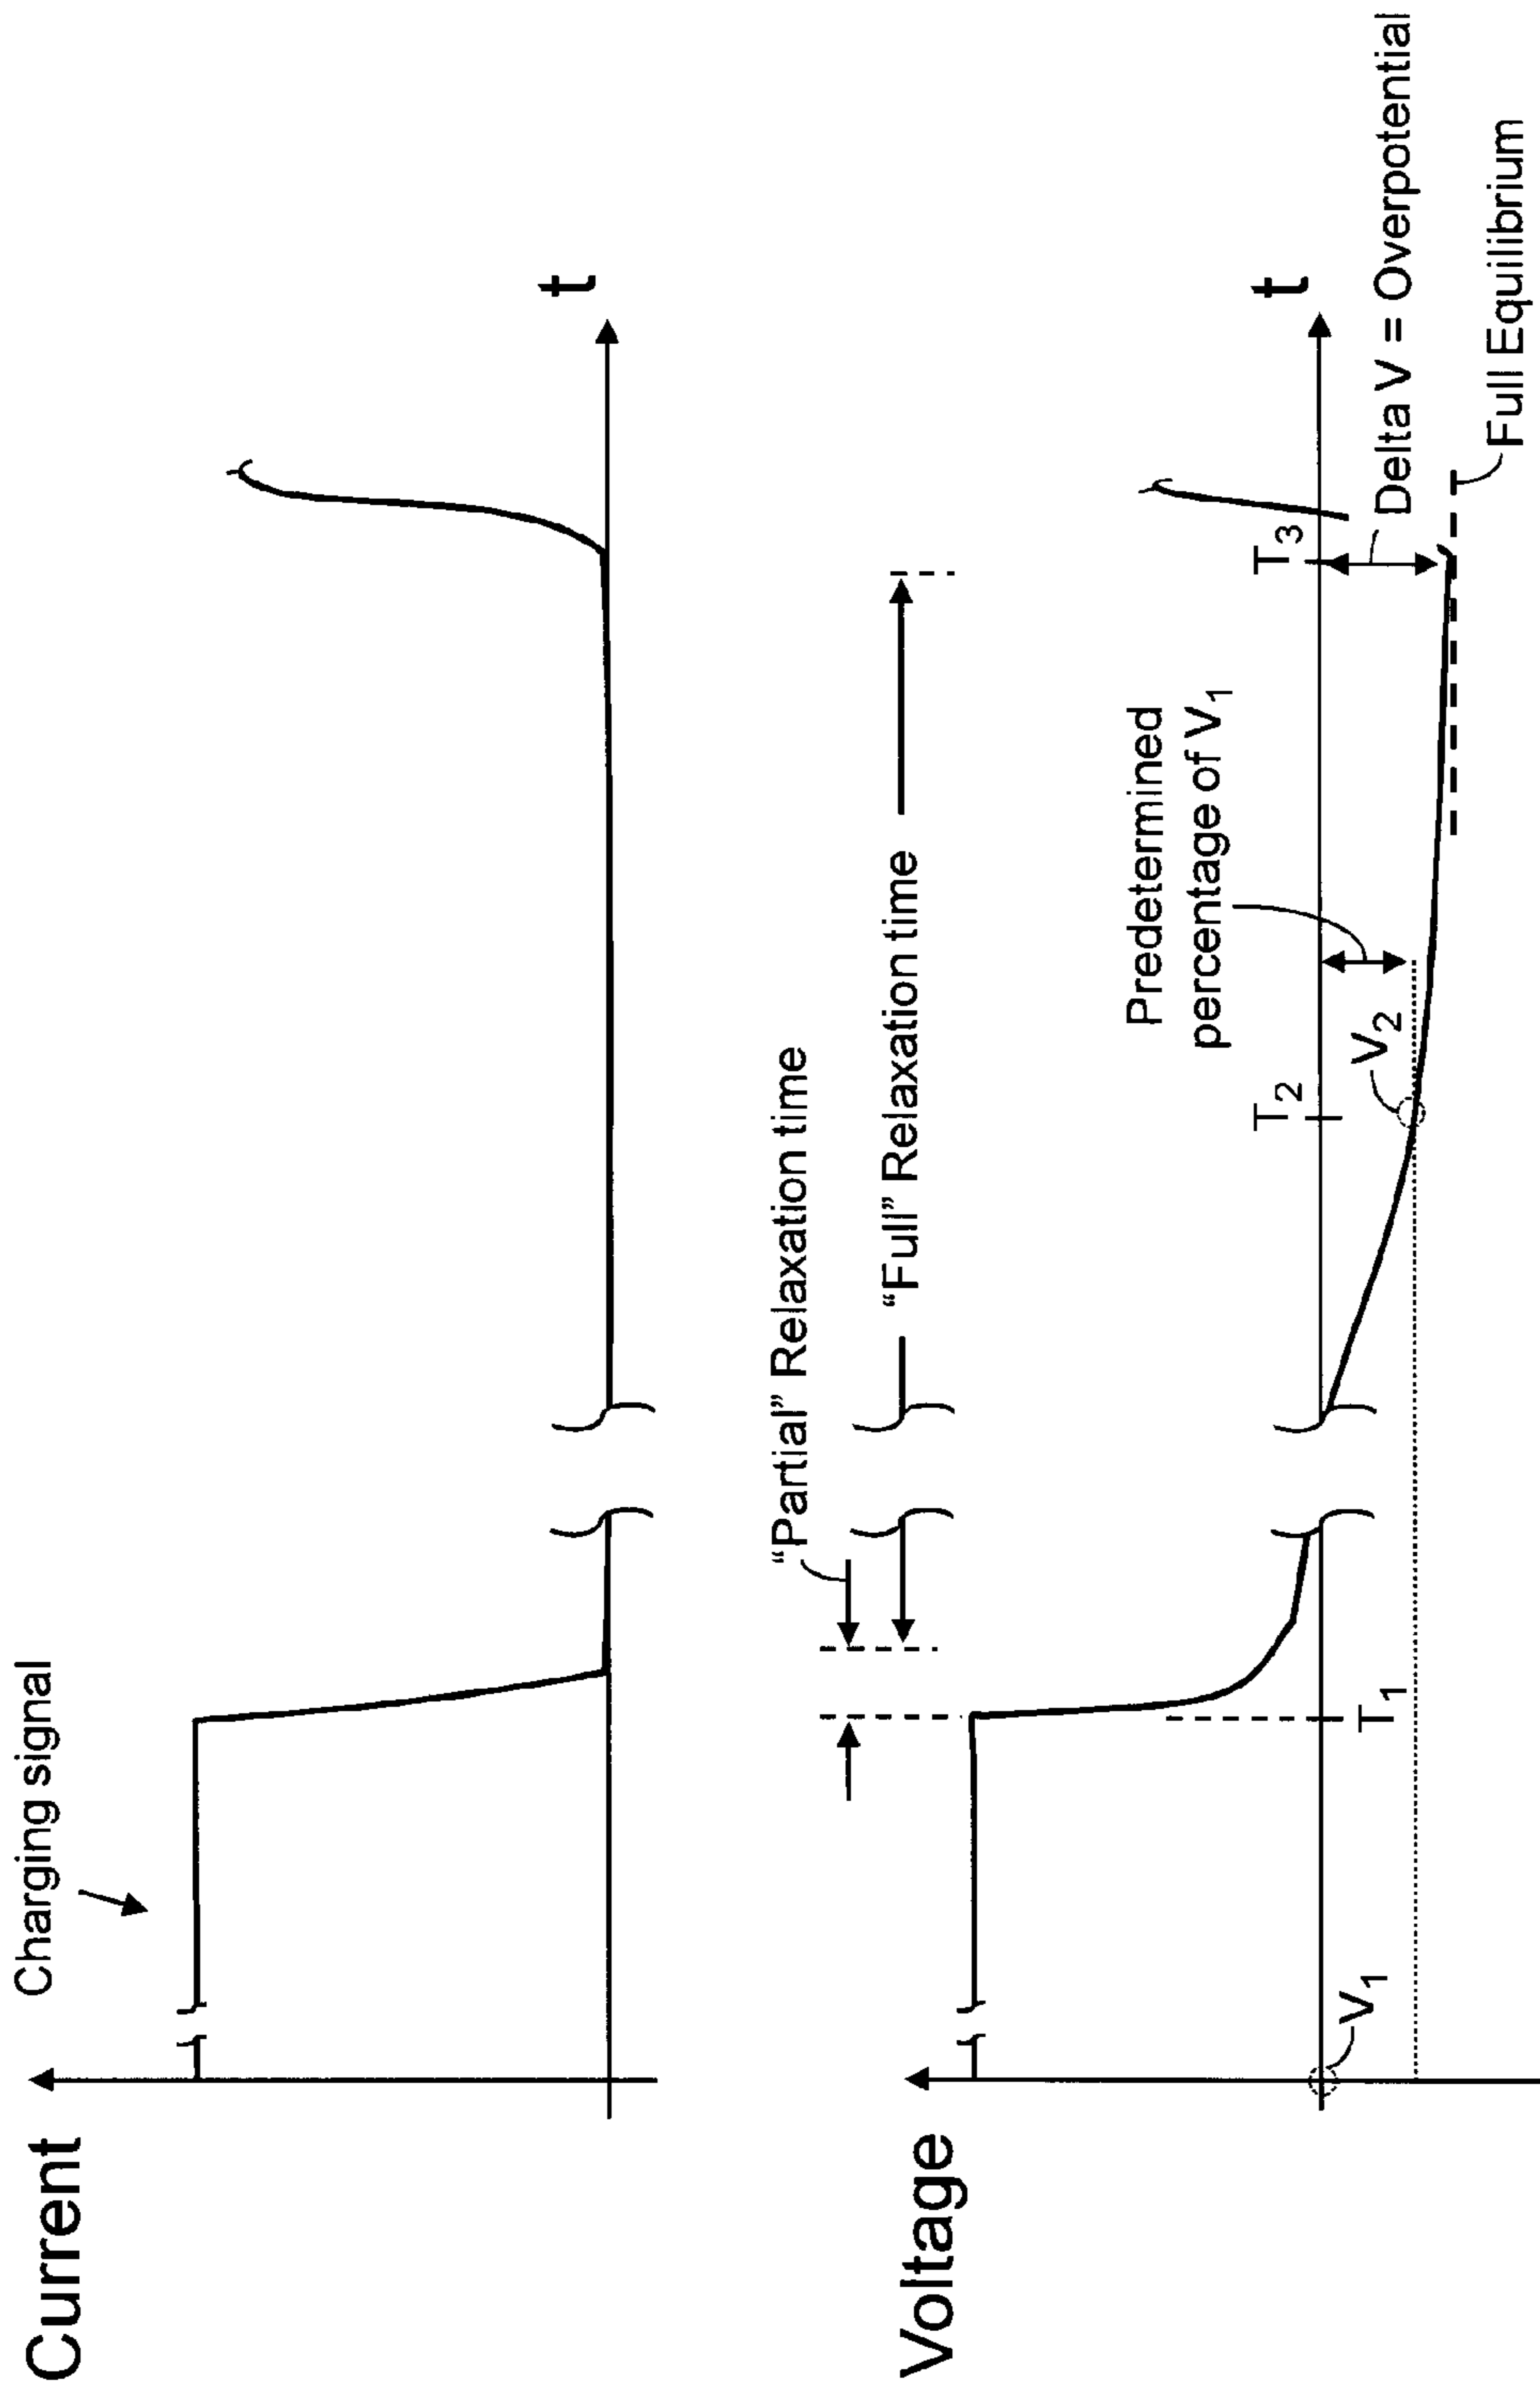 Current
Charging signal
t
"Partial" Relaxation time
"Full" Relaxation time
Voltage
V1
T1
T2
V2
Predetermined
percentage of V1
T3
t
Delta V = Overpotential
Full Equilibrium